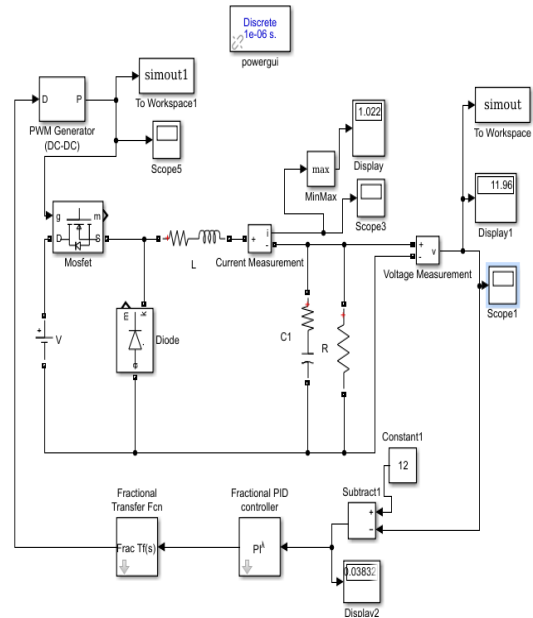 Discrete
1e-06 s.
powergui
D
P
PWM Generator
(DC-DC)
simout1
To Workspace1
Scope5
1.022
Display
max
MinMax
Scope3
simout
To Workspace
11.96
Display1
g
m
D
S
Mosfet
L
+
i
-
Current Measurement
+
-
v
Voltage Measurement
Scope1
+
V
m
k
a
Diode
C1
R
Constant1
12
Subtract1
+
−
Fractional
Transfer Fcn
Frac Tf(s)
Fractional PID
controller
PIλ
0.03832
Display2